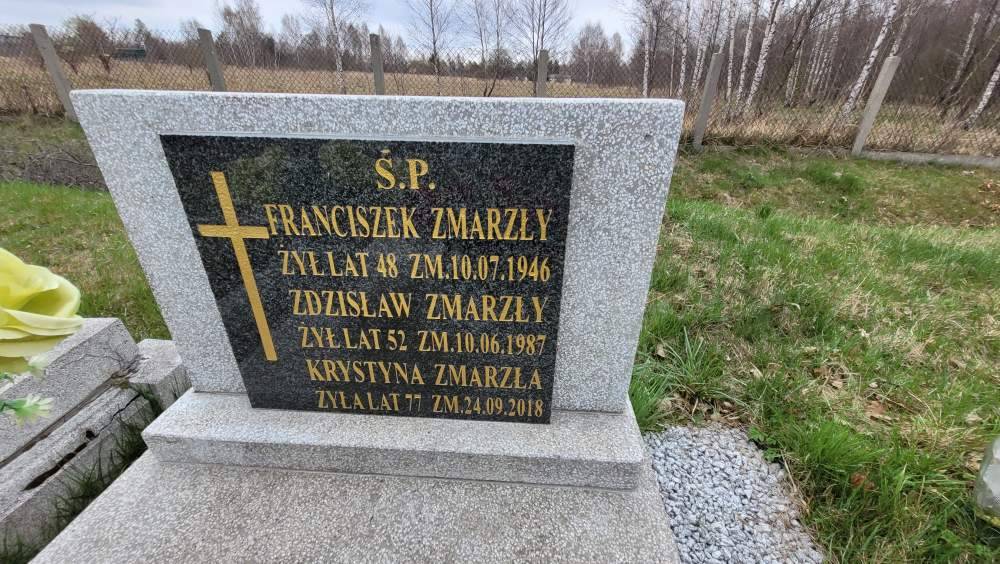 Ś.P.
FRANCISZEK ZMARZŁY
ŻYŁ LAT 48 ZM.10.07.1946
ZDZISŁAW ZMARZŁY
ŻYŁ LAT 52 ZM.10.06.1987
KRYSTYNA ZMARZŁA
ŻYŁA LAT 77 ZM.24.09.2018